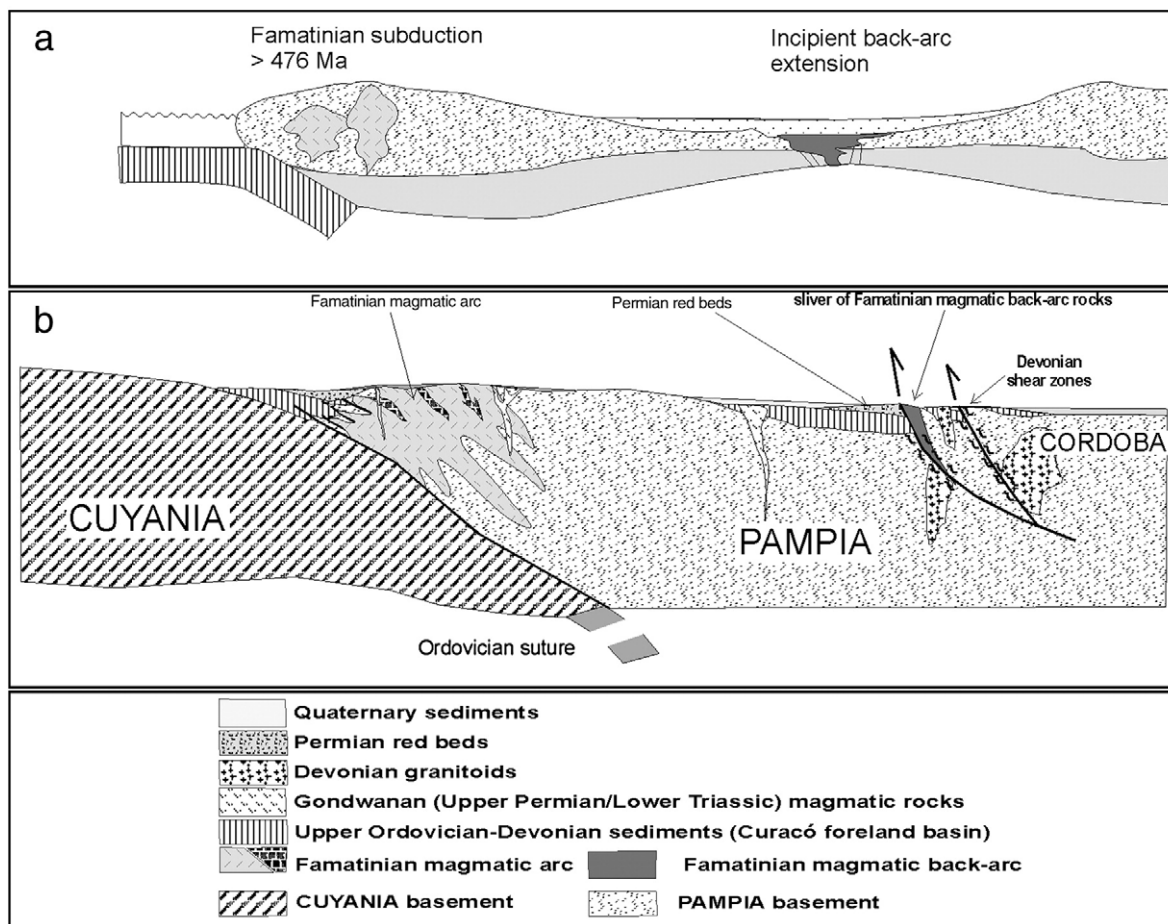 a
Famatinian subduction
> 476 Ma
Incipient back-arc
extension
b
Famatinian magmatic arc
Permian red beds
sliver of Famatinian magmatic back-arc rocks
Devonian
shear zones
CORDOBA
CUYANIA
PAMPIA
Ordovician suture
Quaternary sediments
Permian red beds
Devonian granitoids
Gondwanan (Upper Permian/Lower Triassic) magmatic rocks
Upper Ordovician-Devonian sediments (Curacó foreland basin)
Famatinian magmatic arc
Famatinian magmatic back-arc
CUYANIA basement
PAMPIA basement